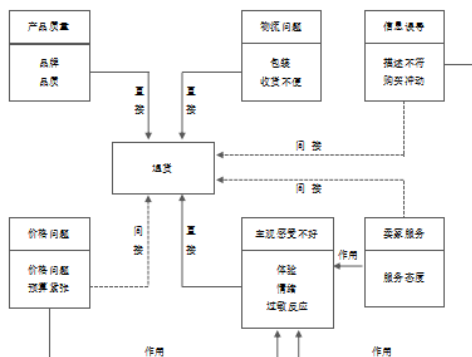 产品质量
品牌
品质
物流问题
包装
收货不便
信息误导
描述不符
购买冲动
直接
直接
间接
退货
间接
价格问题
价格问题
预算紧张
间接
直接
主观感受不好
体验
情绪
过敏反应
作用
卖家服务
服务态度
作用
作用